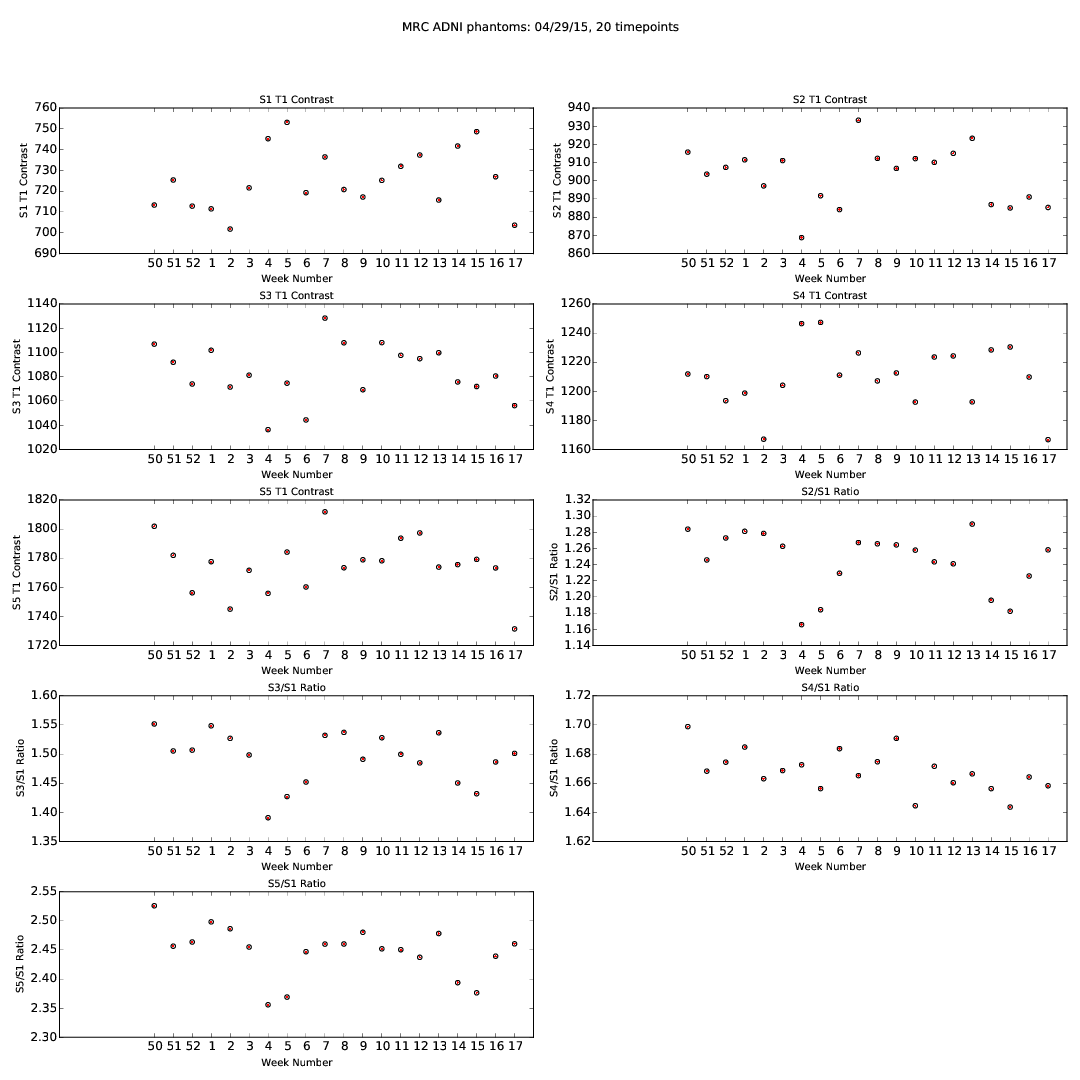 MRC ADNI phantoms: 04/29/15, 20 timepoints
S1 T1 Contrast
760
750
740
730
720
710
700
690
S1 T1 Contrast
50 51 52 1 2 3 4 5 6 7 8 9 10 11 12 13 14 15 16 17
Week Number
S2 T1 Contrast
940
930
920
910
900
890
880
870
860
S2 T1 Contrast
50 51 52 1 2 3 4 5 6 7 8 9 10 11 12 13 14 15 16 17
Week Number
S3 T1 Contrast
1140
1120
1100
1080
1060
1040
1020
S3 T1 Contrast
50 51 52 1 2 3 4 5 6 7 8 9 10 11 12 13 14 15 16 17
Week Number
S4 T1 Contrast
1260
1240
1220
1200
1180
1160
S4 T1 Contrast
50 51 52 1 2 3 4 5 6 7 8 9 10 11 12 13 14 15 16 17
Week Number
S5 T1 Contrast
1820
1800
1780
1760
1740
1720
S5 T1 Contrast
50 51 52 1 2 3 4 5 6 7 8 9 10 11 12 13 14 15 16 17
Week Number
S2/S1 Ratio
1.32
1.30
1.28
1.26
1.24
1.22
1.20
1.18
1.16
1.14
S2/S1 Ratio
50 51 52 1 2 3 4 5 6 7 8 9 10 11 12 13 14 15 16 17
Week Number
S3/S1 Ratio
1.60
1.55
1.50
1.45
1.40
1.35
S3/S1 Ratio
50 51 52 1 2 3 4 5 6 7 8 9 10 11 12 13 14 15 16 17
Week Number
S4/S1 Ratio
1.72
1.70
1.68
1.66
1.64
1.62
S4/S1 Ratio
50 51 52 1 2 3 4 5 6 7 8 9 10 11 12 13 14 15 16 17
Week Number
S5/S1 Ratio
2.55
2.50
2.45
2.40
2.35
2.30
S5/S1 Ratio
50 51 52 1 2 3 4 5 6 7 8 9 10 11 12 13 14 15 16 17
Week Number